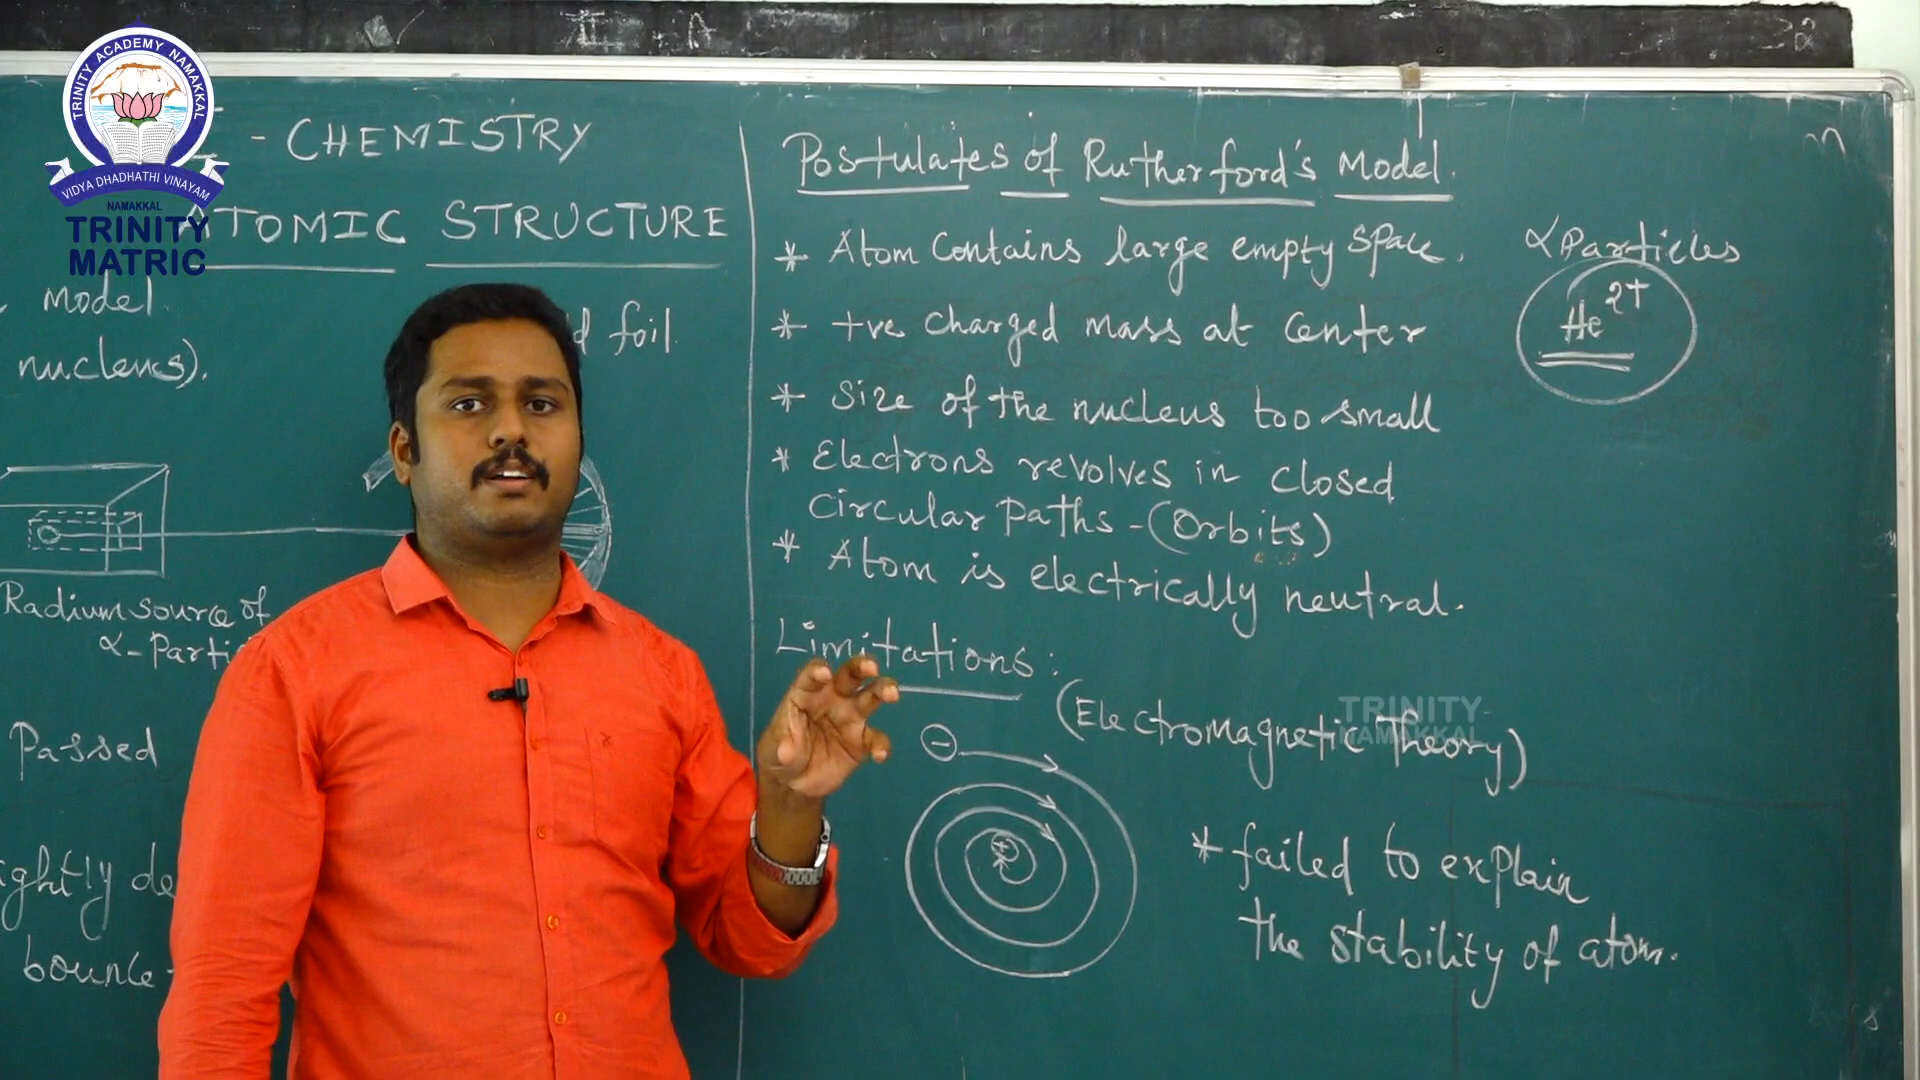 TRINITY ACADEMY NAMAKKAL
VIDYA DHADHATHI VINAYAM
NAMAKKAL
TRINITY
MATRIC
- CHEMISTRY
ATOMIC STRUCTURE
Model
nucleus).
foil
Radium source of
α-Parti
Passed
ightly de
bounce
Postulates of Rutherford's Model.
* Atom Contains large empty space.
* +ve charged mass at center
* Size of the nucleus too small
* Electrons revolves in closed
circular paths - (Orbits)
* Atom is electrically neutral.
α Particles
He2+
Limitations:
(Electromagnetic Theory)
TRINITY
NAMAKKAL
−
+
* failed to explain
the stability of atom.